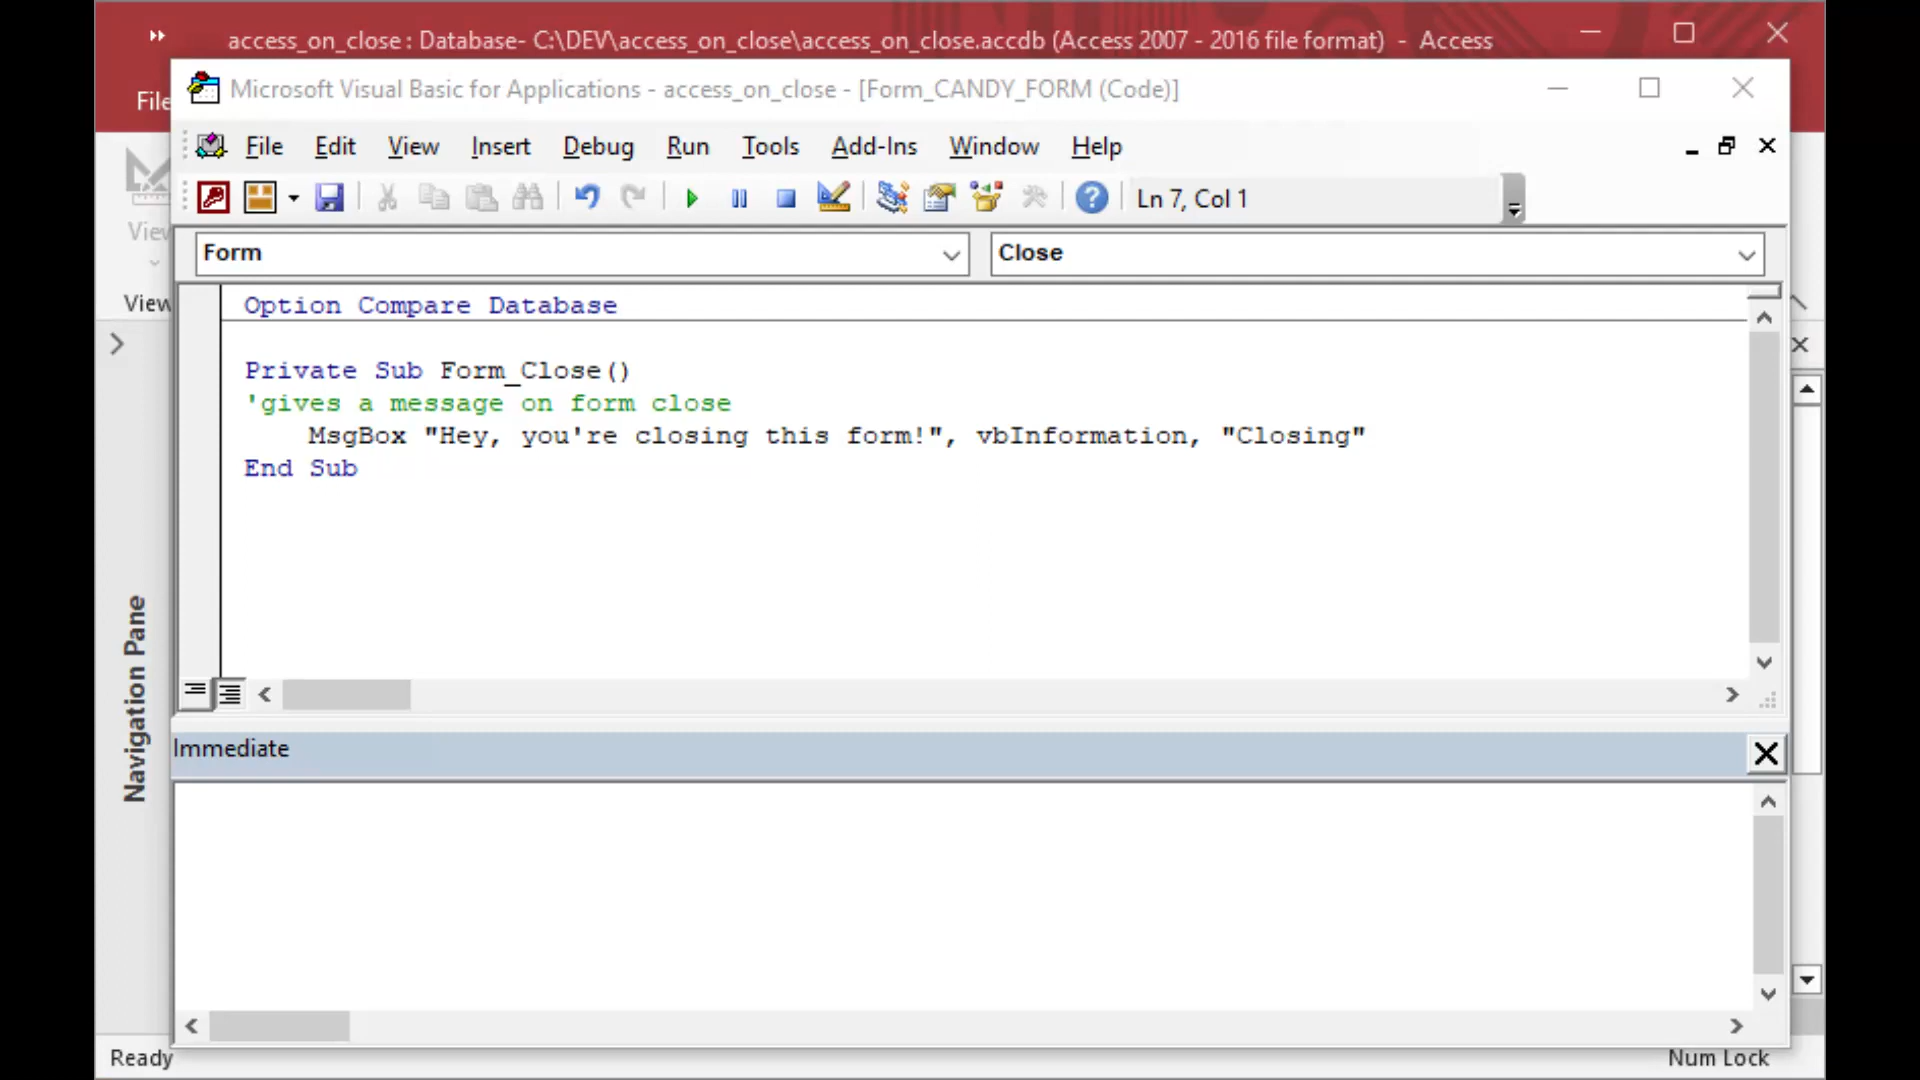 access_on_close : Database- C:\DEV\access_on_close\access_on_close.accdb (Access 2007 - 2016 file format) - Access
File
Microsoft Visual Basic for Applications - access_on_close - [Form_CANDY_FORM (Code)]
File Edit View Insert Debug Run Tools Add-Ins Window Help
Ln 7, Col 1
View
Form Close
View
Option Compare Database
Private Sub Form_Close()
'gives a message on form close
MsgBox "Hey, you're closing this form!", vbInformation, "Closing"
End Sub
Navigation Pane
Immediate
Ready Num Lock